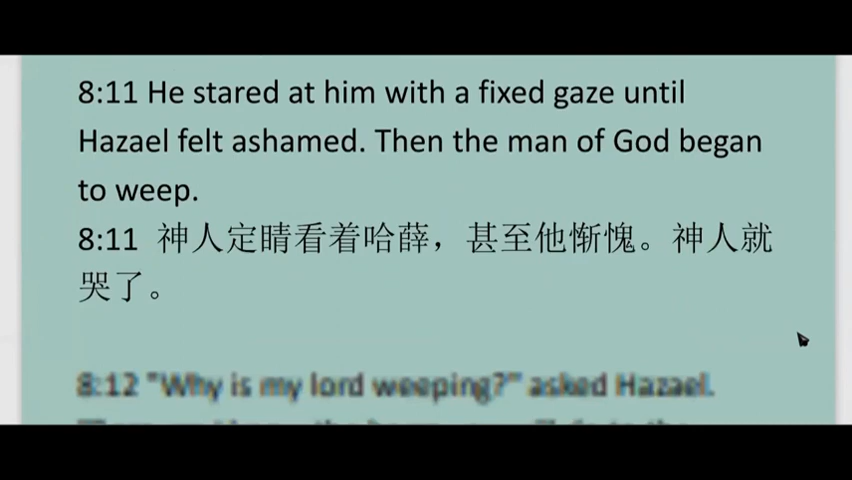 8:11 He stared at him with a fixed gaze until
Hazael felt ashamed. Then the man of God began
to weep.
8:11 神人定睛看着哈薛，甚至他惭愧。神人就
哭了。
8:12 "Why is my lord weeping?" asked Hazael.